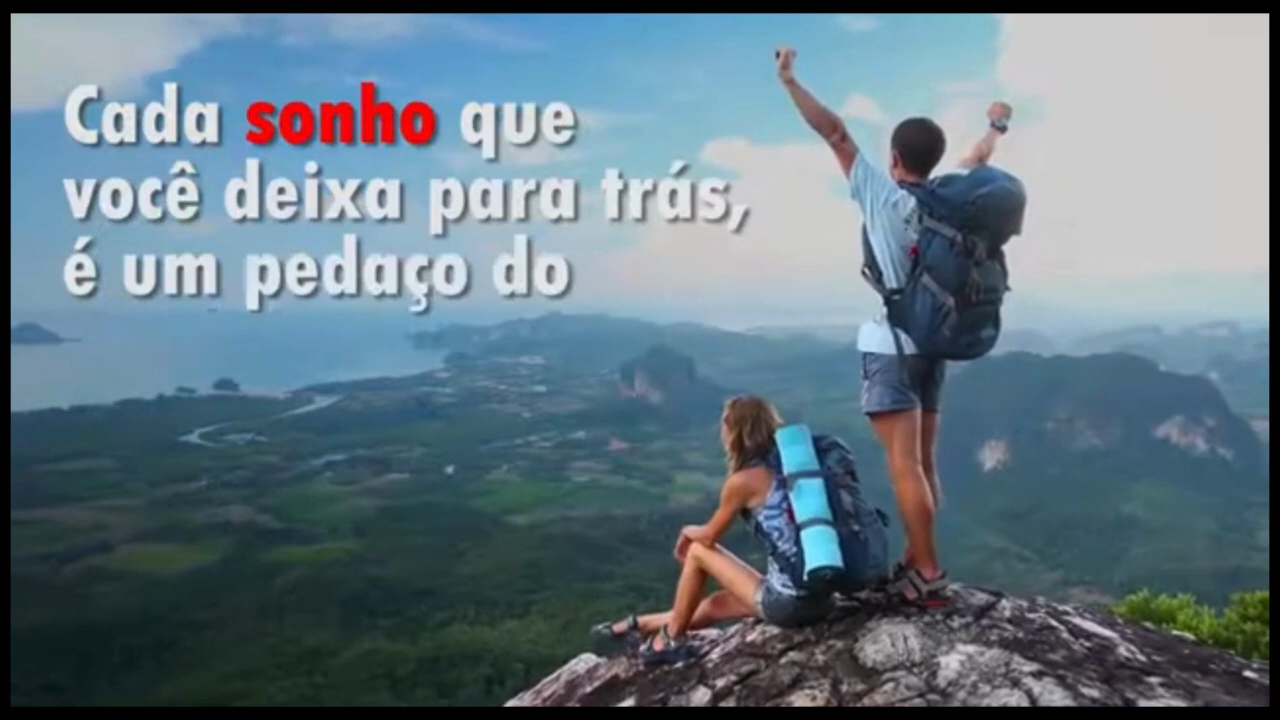 Cada sonho que
você deixa para trás,
é um pedaço do